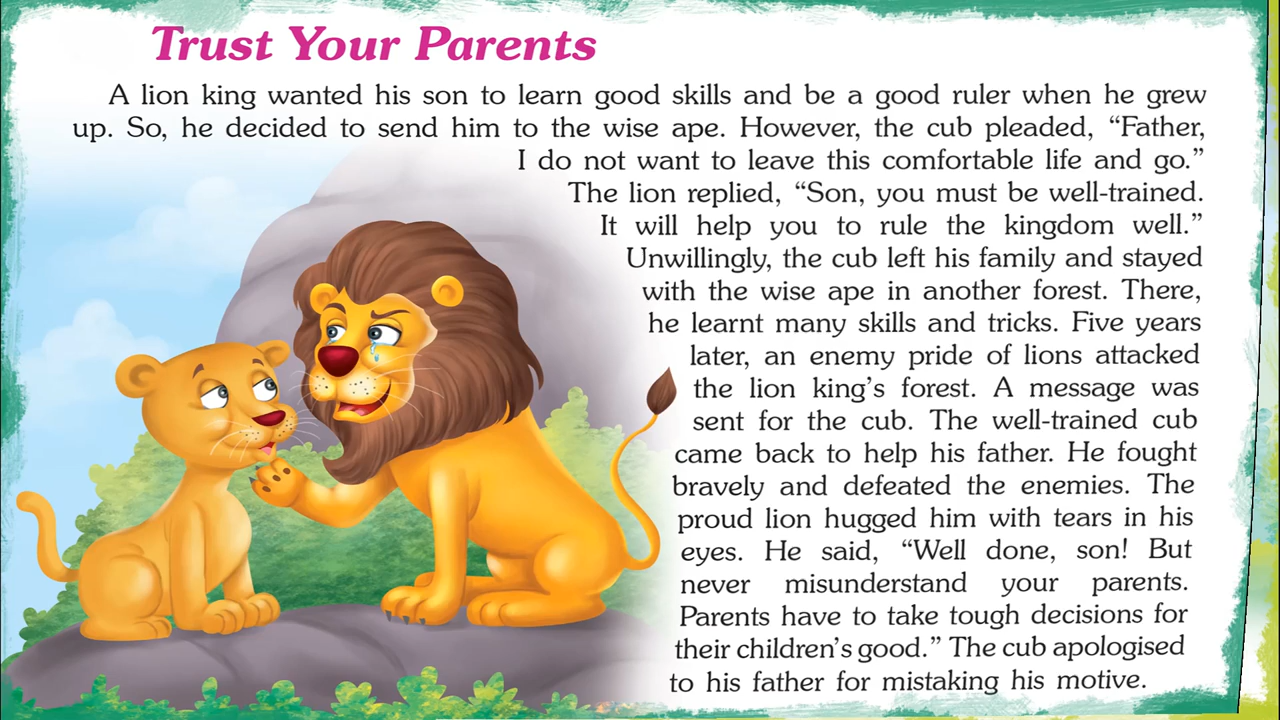 Trust Your Parents
A lion king wanted his son to learn good skills and be a good ruler when he grew
up. So, he decided to send him to the wise ape. However, the cub pleaded, “Father,
I do not want to leave this comfortable life and go.”
The lion replied, “Son, you must be well-trained.
It will help you to rule the kingdom well.”
Unwillingly, the cub left his family and stayed
with the wise ape in another forest. There,
he learnt many skills and tricks. Five years
later, an enemy pride of lions attacked
the lion king’s forest. A message was
sent for the cub. The well-trained cub
came back to help his father. He fought
bravely and defeated the enemies. The
proud lion hugged him with tears in his
eyes. He said, “Well done, son! But
never misunderstand your parents.
Parents have to take tough decisions for
their children’s good.” The cub apologised
to his father for mistaking his motive.